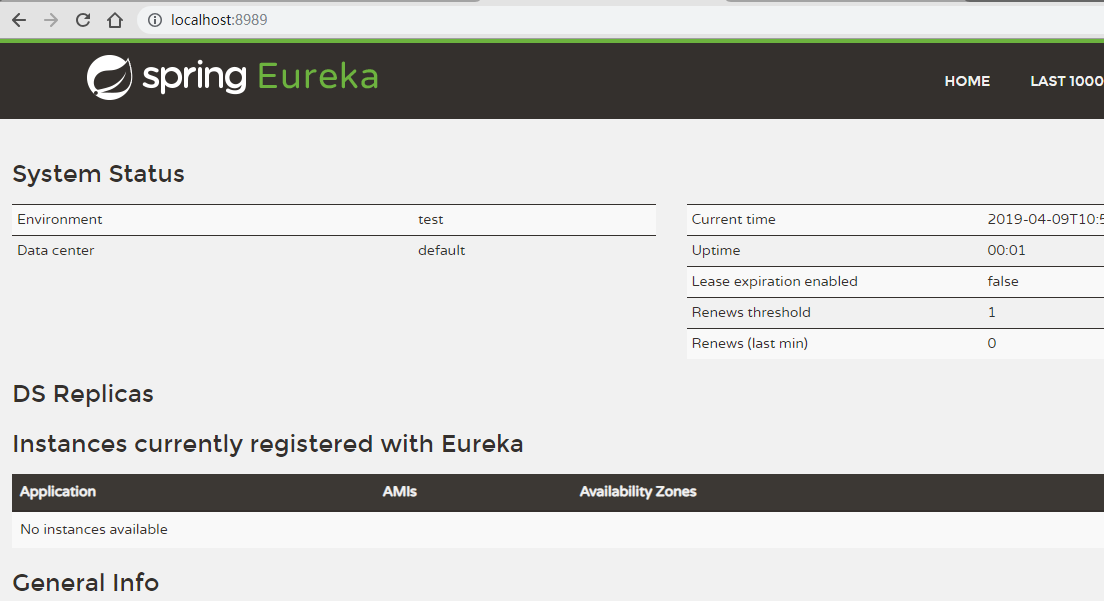 localhost:8989
spring Eureka
HOME LAST 1000
System Status
Environment test
Data center default
Current time 2019-04-09T10:5
Uptime 00:01
Lease expiration enabled false
Renews threshold 1
Renews (last min) 0
DS Replicas
Instances currently registered with Eureka
Application AMIs Availability Zones
No instances available
General Info